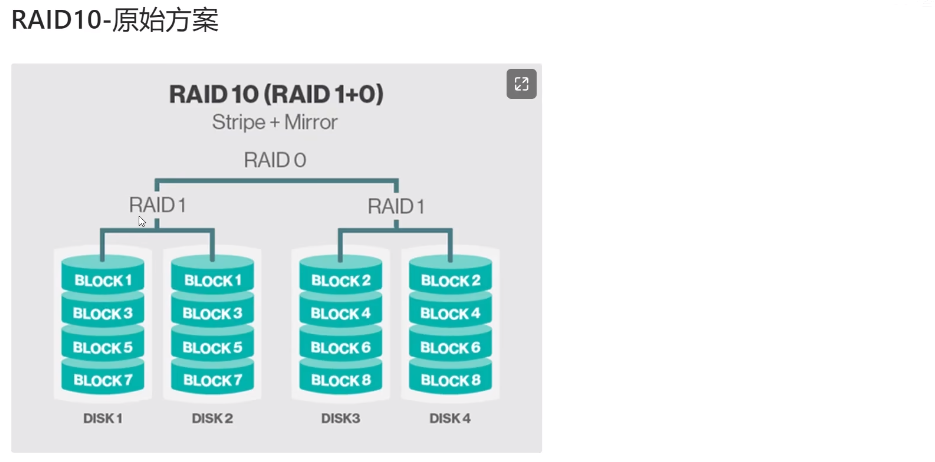 RAID10-原始方案
RAID 10 (RAID 1+0)
Stripe + Mirror
RAID 0
RAID 1 RAID 1
BLOCK 1 BLOCK 1 BLOCK 2 BLOCK 2
BLOCK 3 BLOCK 3 BLOCK 4 BLOCK 4
BLOCK 5 BLOCK 5 BLOCK 6 BLOCK 6
BLOCK 7 BLOCK 7 BLOCK 8 BLOCK 8
DISK 1 DISK 2 DISK3 DISK 4